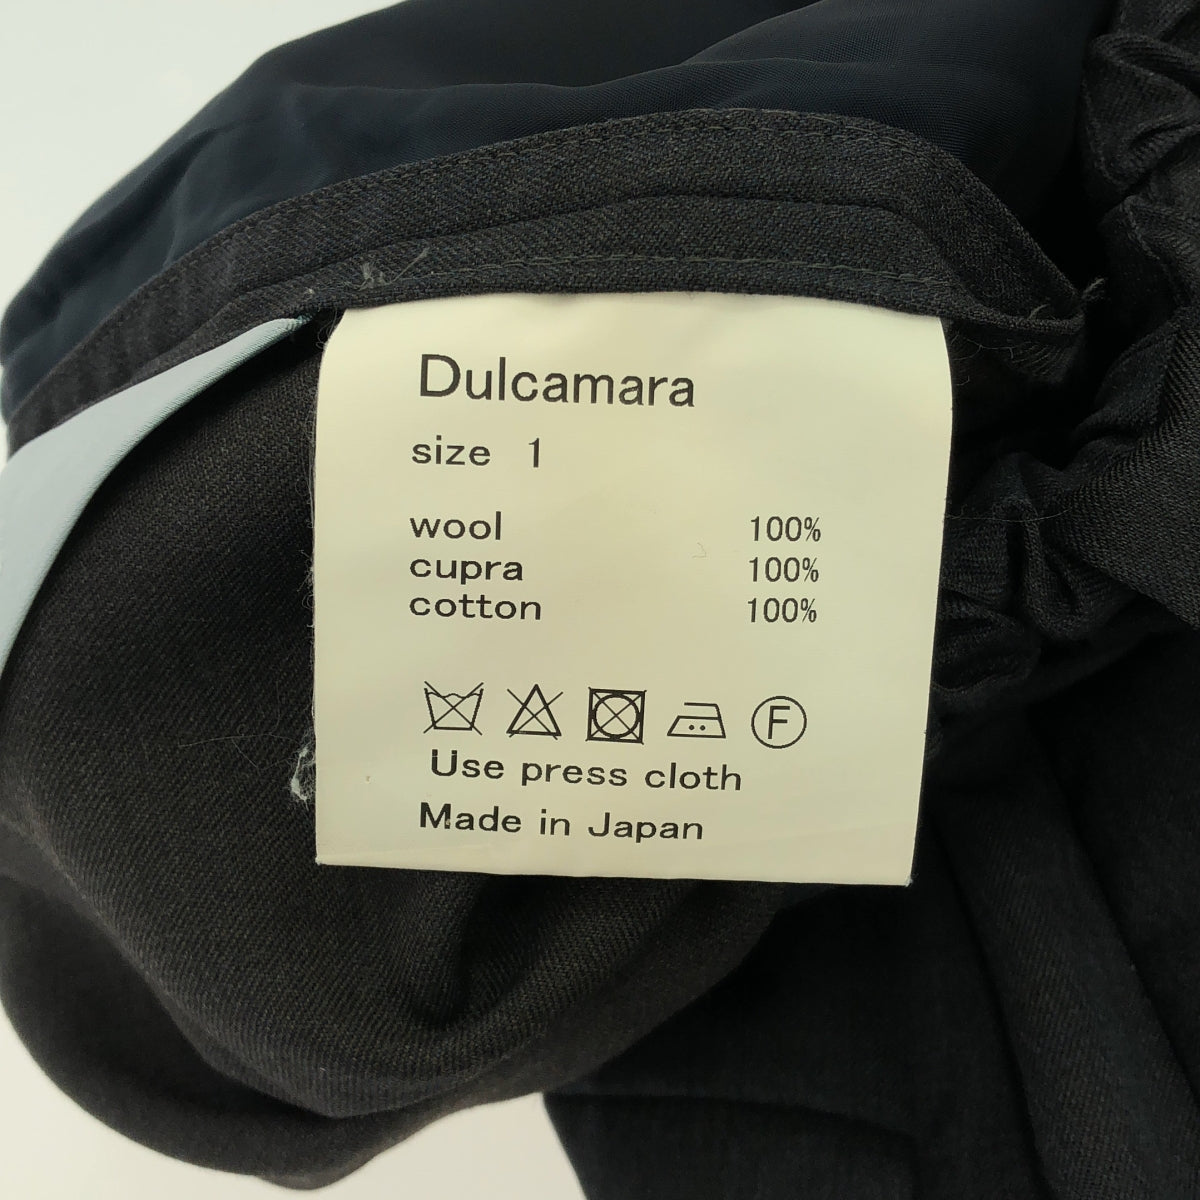 Dulcamara
size 1
wool 100%
cupra 100%
cotton 100%
F
Use press cloth
Made in Japan